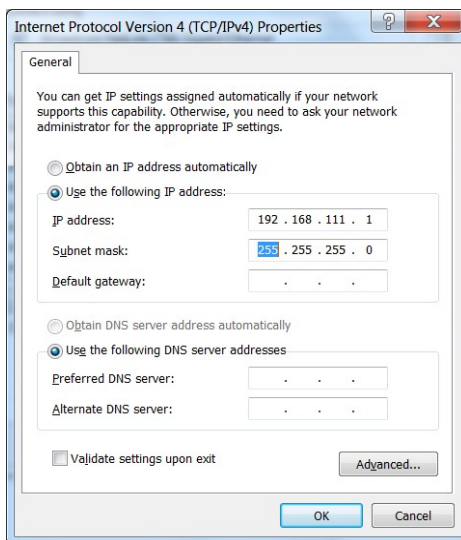 Internet Protocol Version 4 (TCP/IPv4) Properties
General
You can get IP settings assigned automatically if your network
supports this capability. Otherwise, you need to ask your network
administrator for the appropriate IP settings.
Obtain an IP address automatically
Use the following IP address:
IP address: 192 . 168 . 111 . 1
Subnet mask: 255 . 255 . 255 . 0
Default gateway: . . .
Obtain DNS server address automatically
Use the following DNS server addresses
Preferred DNS server: . . .
Alternate DNS server: . . .
Validate settings upon exit
Advanced...
OK Cancel